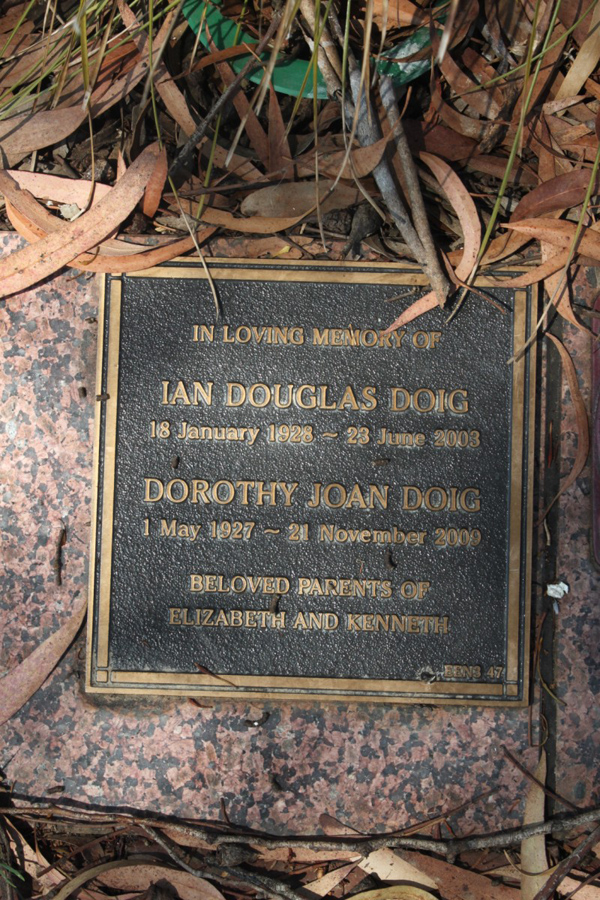 IN LOVING MEMORY OF
IAN DOUGLAS DOIG
18 January 1928 ~ 23 June 2003
DOROTHY JOAN DOIG
1 May 1927 ~ 21 November 2009
BELOVED PARENTS OF
ELIZABETH AND KENNETH
47